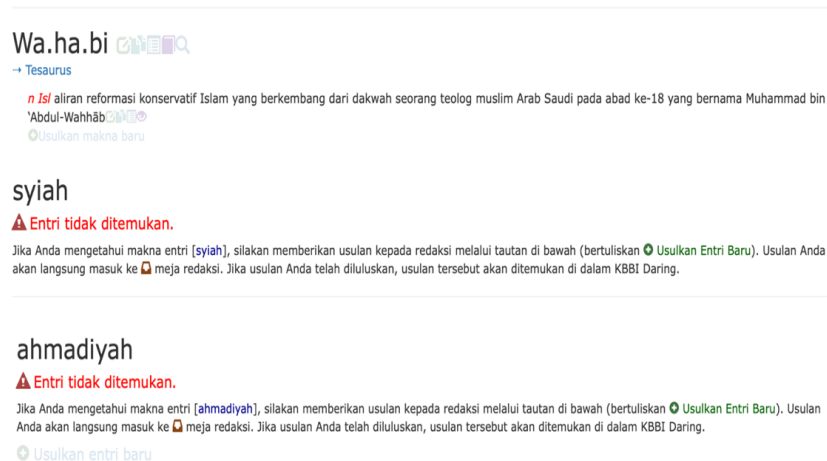 Wa.ha.bi
→ Tesaurus
n Isl aliran reformasi konservatif Islam yang berkembang dari dakwah seorang teolog muslim Arab Saudi pada abad ke-18 yang bernama Muhammad bin
‘Abdul-Wahhāb
Usulkan makna baru
syiah
Entri tidak ditemukan.
Jika Anda mengetahui makna entri [syiah], silakan memberikan usulan kepada redaksi melalui tautan di bawah (bertuliskan Usulkan Entri Baru). Usulan Anda
akan langsung masuk ke meja redaksi. Jika usulan Anda telah diluluskan, usulan tersebut akan ditemukan di dalam KBBI Daring.
ahmadiyah
Entri tidak ditemukan.
Jika Anda mengetahui makna entri [ahmadiyah], silakan memberikan usulan kepada redaksi melalui tautan di bawah (bertuliskan Usulkan Entri Baru). Usulan
Anda akan langsung masuk ke meja redaksi. Jika usulan Anda telah diluluskan, usulan tersebut akan ditemukan di dalam KBBI Daring.
Usulkan entri baru